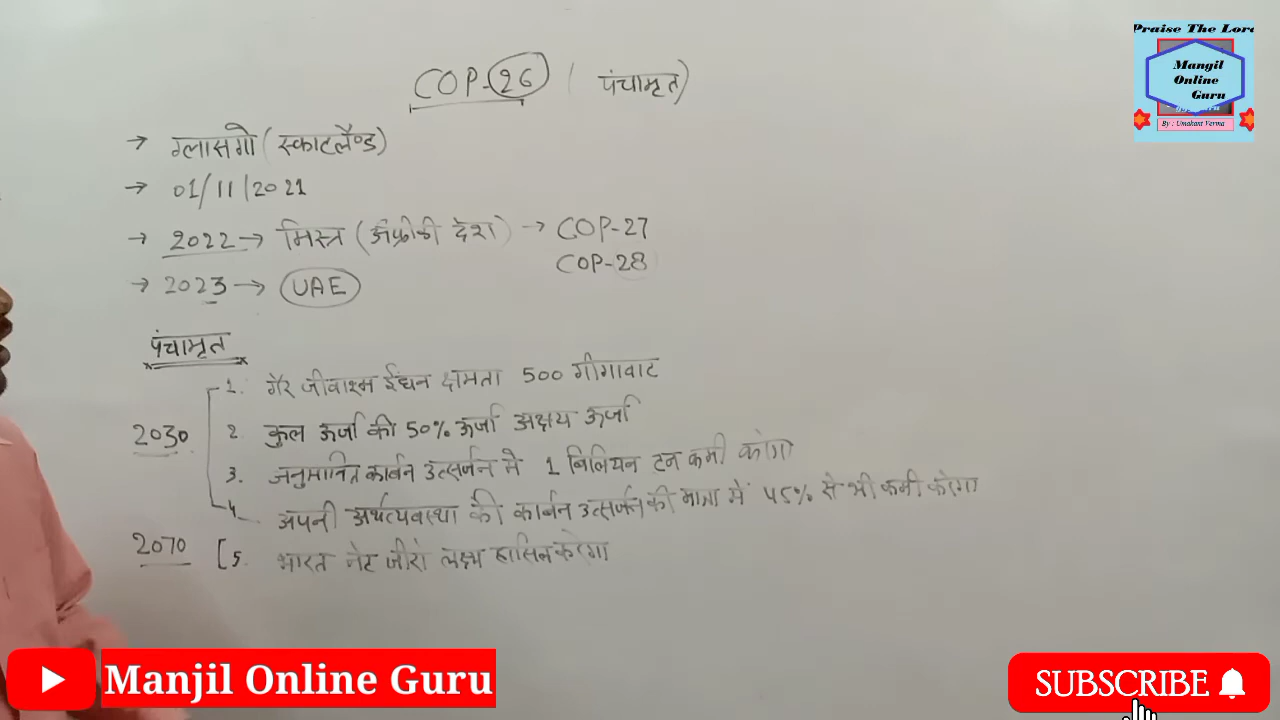 COP-26 (पंचामृत)
→ ग्लासगो (स्काटलैण्ड)
→ 01/11/2021
→ 2022 → मिस्त्र (अफ्रीकी देश) → COP-27
COP-28
→ 2023 → UAE
पंचामृत
2030
1. गैर जीवाश्म ईंधन क्षमता 500 गीगावाट
2. कुल ऊर्जा की 50% ऊर्जा अक्षय ऊर्जा
3. अनुमानित कार्बन उत्सर्जन में 1 बिलियन टन कमी करेगा
4. अपनी अर्थव्यवस्था की कार्बन उत्सर्जन की मात्रा में 45% से भी कमी करेगा
2070 [5. भारत नेट जीरो लक्ष्य हासिल करेगा
Praise The Lord
Mangil
Online
Guru
By : Umakant Verma
Manjil Online Guru
SUBSCRIBE